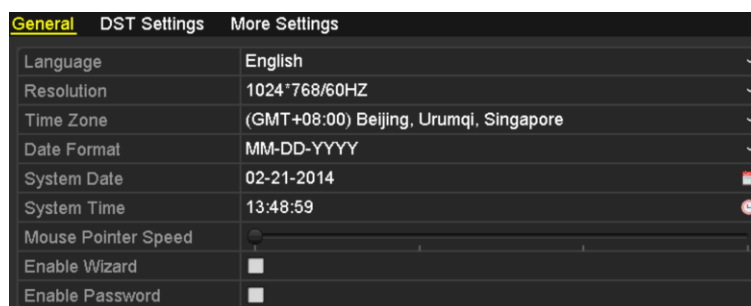 General DST Settings More Settings
Language English
Resolution 1024*768/60HZ
Time Zone (GMT+08:00) Beijing, Urumqi, Singapore
Date Format MM-DD-YYYY
System Date 02-21-2014
System Time 13:48:59
Mouse Pointer Speed
Enable Wizard
Enable Password